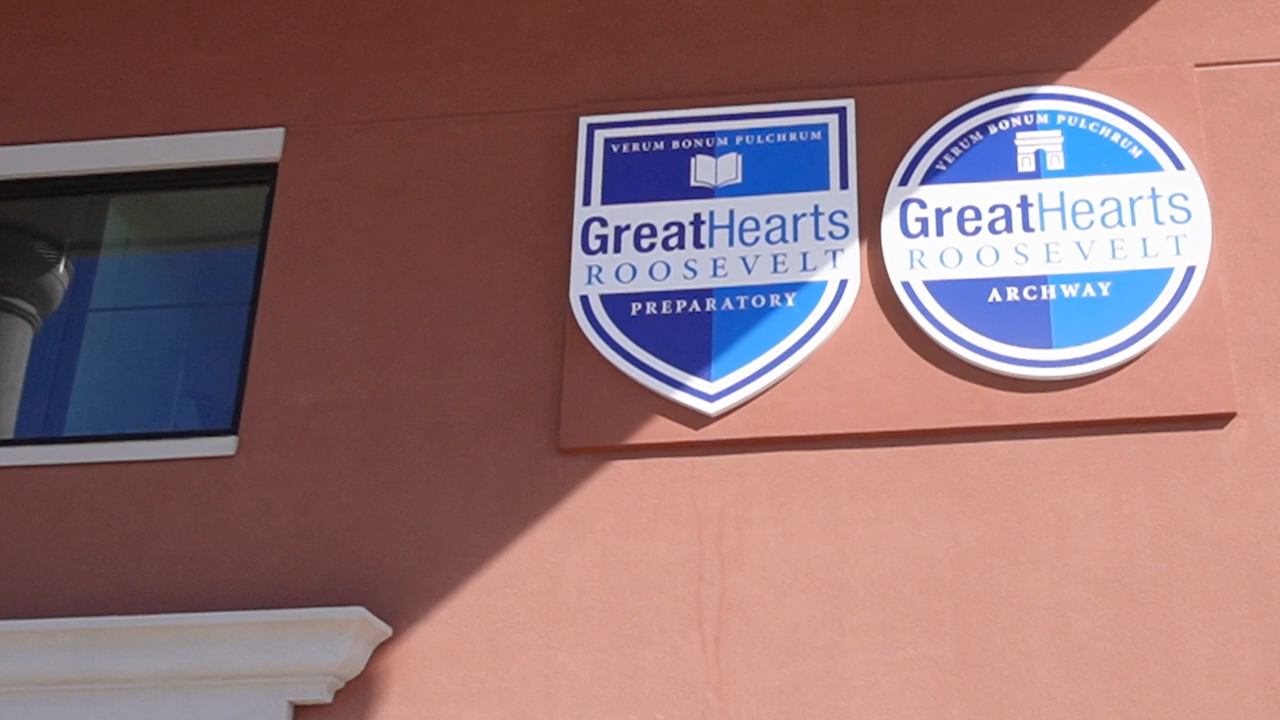 VERUM BONUM PULCHRUM
GreatHearts
ROOSEVELT
PREPARATORY
VERUM BONUM PULCHRUM
GreatHearts
ROOSEVELT
ARCHWAY